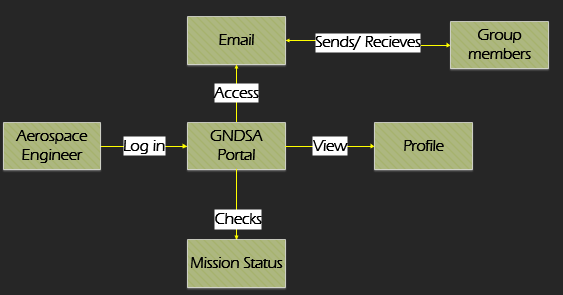 Email
Sends/ Recieves
Group
members
Access
Aerospace
Engineer
Log in
GNDSA
Portal
View
Profile
Checks
Mission Status